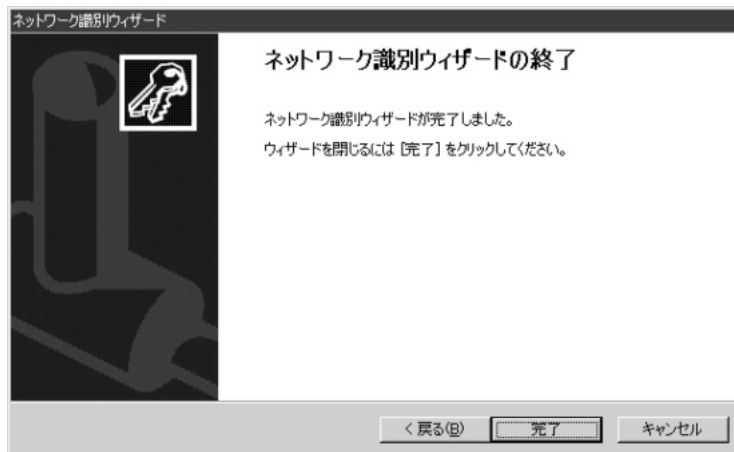 ネットワーク識別ウィザード
ネットワーク識別ウィザードの終了
ネットワーク識別ウィザードが完了しました。
ウィザードを閉じるには [完了] をクリックしてください。
< 戻る(B) 完了 キャンセル